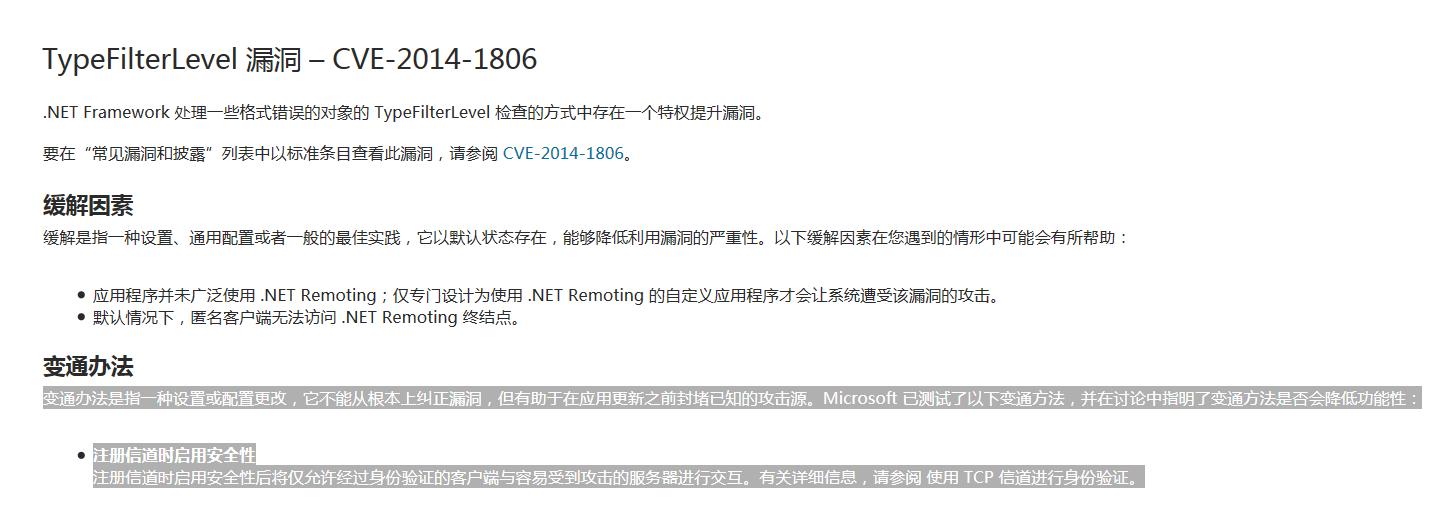 TypeFilterLevel 漏洞 – CVE-2014-1806
.NET Framework 处理一些格式错误的对象的 TypeFilterLevel 检查的方式中存在一个特权提升漏洞。
要在“常见漏洞和披露”列表中以标准条目查看此漏洞，请参阅 CVE-2014-1806。
缓解因素
缓解是指一种设置、通用配置或者一般的最佳实践，它以默认状态存在，能够降低利用漏洞的严重性。以下缓解因素在您遇到的情形中可能会有所帮助：
• 应用程序并未广泛使用 .NET Remoting；仅专门设计为使用 .NET Remoting 的自定义应用程序才会让系统遭受该漏洞的攻击。
• 默认情况下，匿名客户端无法访问 .NET Remoting 终结点。
变通办法
变通办法是指一种设置或配置更改，它不能从根本上纠正漏洞，但有助于在应用更新之前封堵已知的攻击源。Microsoft 已测试了以下变通方法，并在讨论中指明了变通方法是否会降低功能性：
• 注册信道时启用安全性
注册信道时启用安全性后将仅允许经过身份验证的客户端与容易受到攻击的服务器进行交互。有关详细信息，请参阅 使用 TCP 信道进行身份验证。